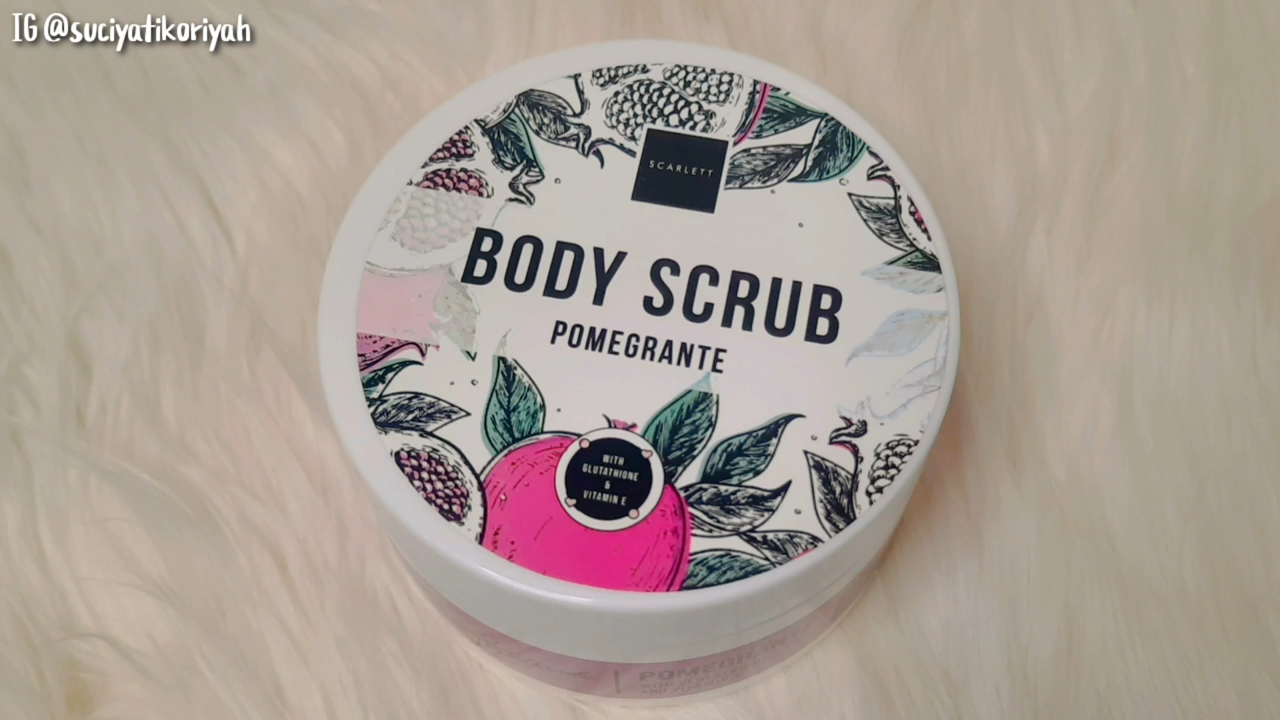 IG @suciyatikoriyah
SCARLETT
BODY SCRUB
POMEGRANTE
WITH
GLUTATHIONE
&
VITAMIN E